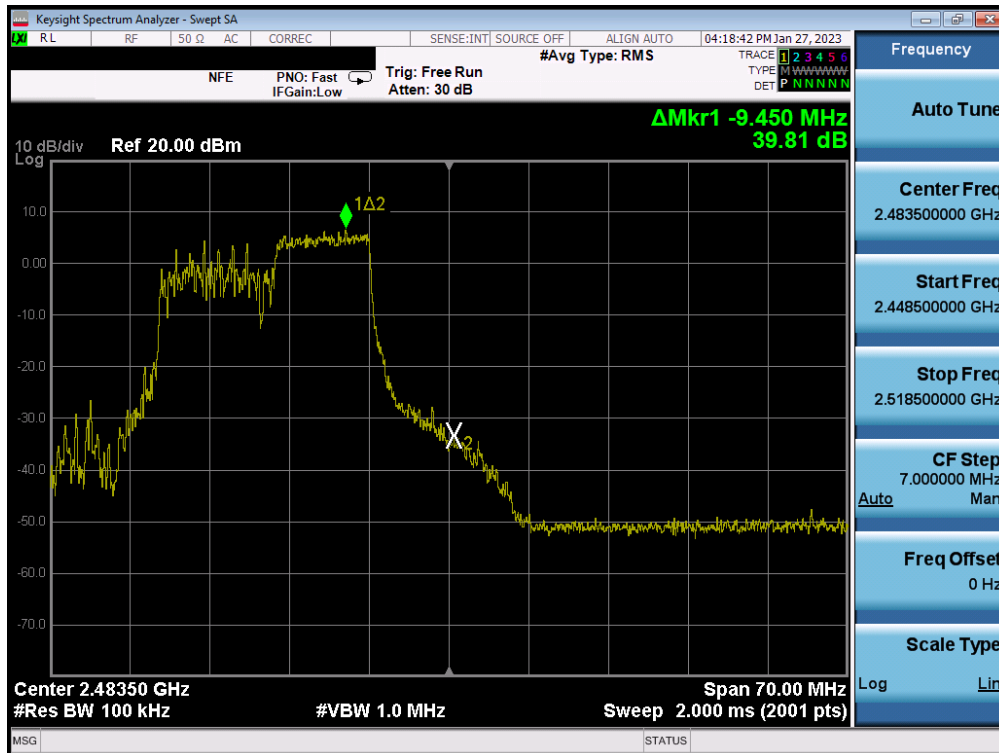 Keysight Spectrum Analyzer - Swept SA
LXI RL RF 50 Ω AC CORREC SENSE:INT SOURCE OFF ALIGN AUTO 04:18:42 PM Jan 27, 2023
NFE PNO: Fast Trig: Free Run #Avg Type: RMS TRACE 1 2 3 4 5 6
IFGain:Low Atten: 30 dB TYPE M WWWWW
DET P N N N N N
ΔMkr1 -9.450 MHz
39.81 dB
10 dB/div Ref 20.00 dBm
Log
1Δ2
10.0
0.00
-10.0
-20.0
-30.0
2
-40.0
-50.0
-60.0
-70.0
Center 2.48350 GHz Span 70.00 MHz
#Res BW 100 kHz #VBW 1.0 MHz Sweep 2.000 ms (2001 pts)
MSG STATUS
Frequency
Auto Tune
Center Freq
2.483500000 GHz
Start Freq
2.448500000 GHz
Stop Freq
2.518500000 GHz
CF Step
7.000000 MHz
Auto Man
Freq Offset
0 Hz
Scale Type
Log Lin